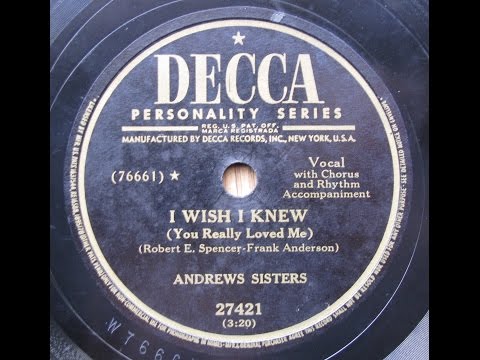 DECCA
PERSONALITY SERIES
REG. U.S. PAT. OFF.
MARCA REGISTRADA
MANUFACTURED BY DECCA RECORDS, INC., NEW YORK, U.S.A.
(76661) ★
Vocal
with Chorus
and Rhythm
Accompaniment
I WISH I KNEW
(You Really Loved Me)
(Robert E. Spencer-Frank Anderson)
ANDREWS SISTERS
27421
(3:20)